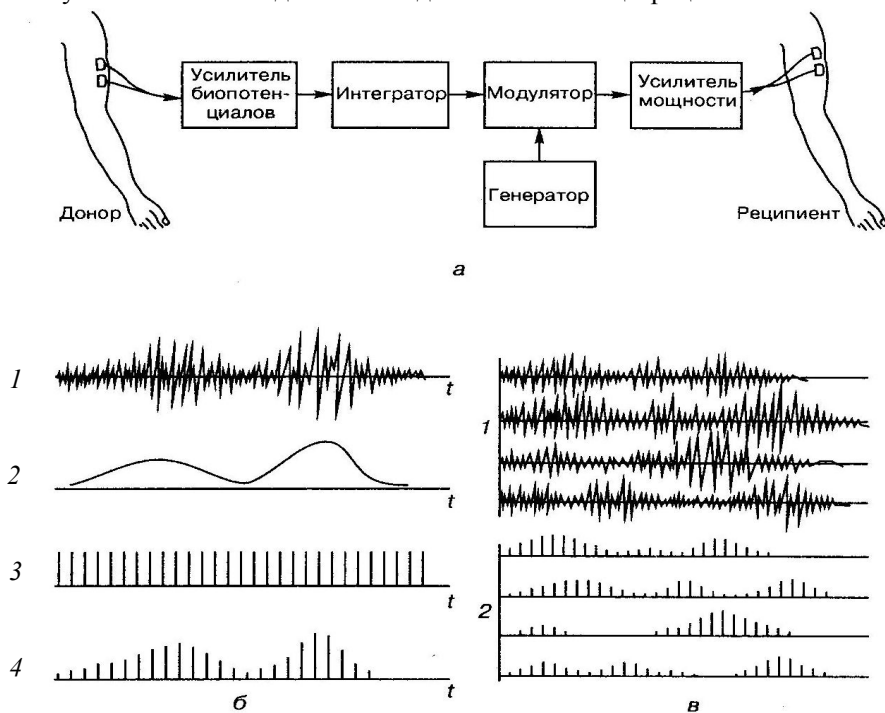 Усилитель
биопотен-
циалов
Интегратор
Модулятор
Усилитель
мощности
Генератор
Донор
Реципиент
а
1
t
2
t
3
t
4
t
б
1
2
в